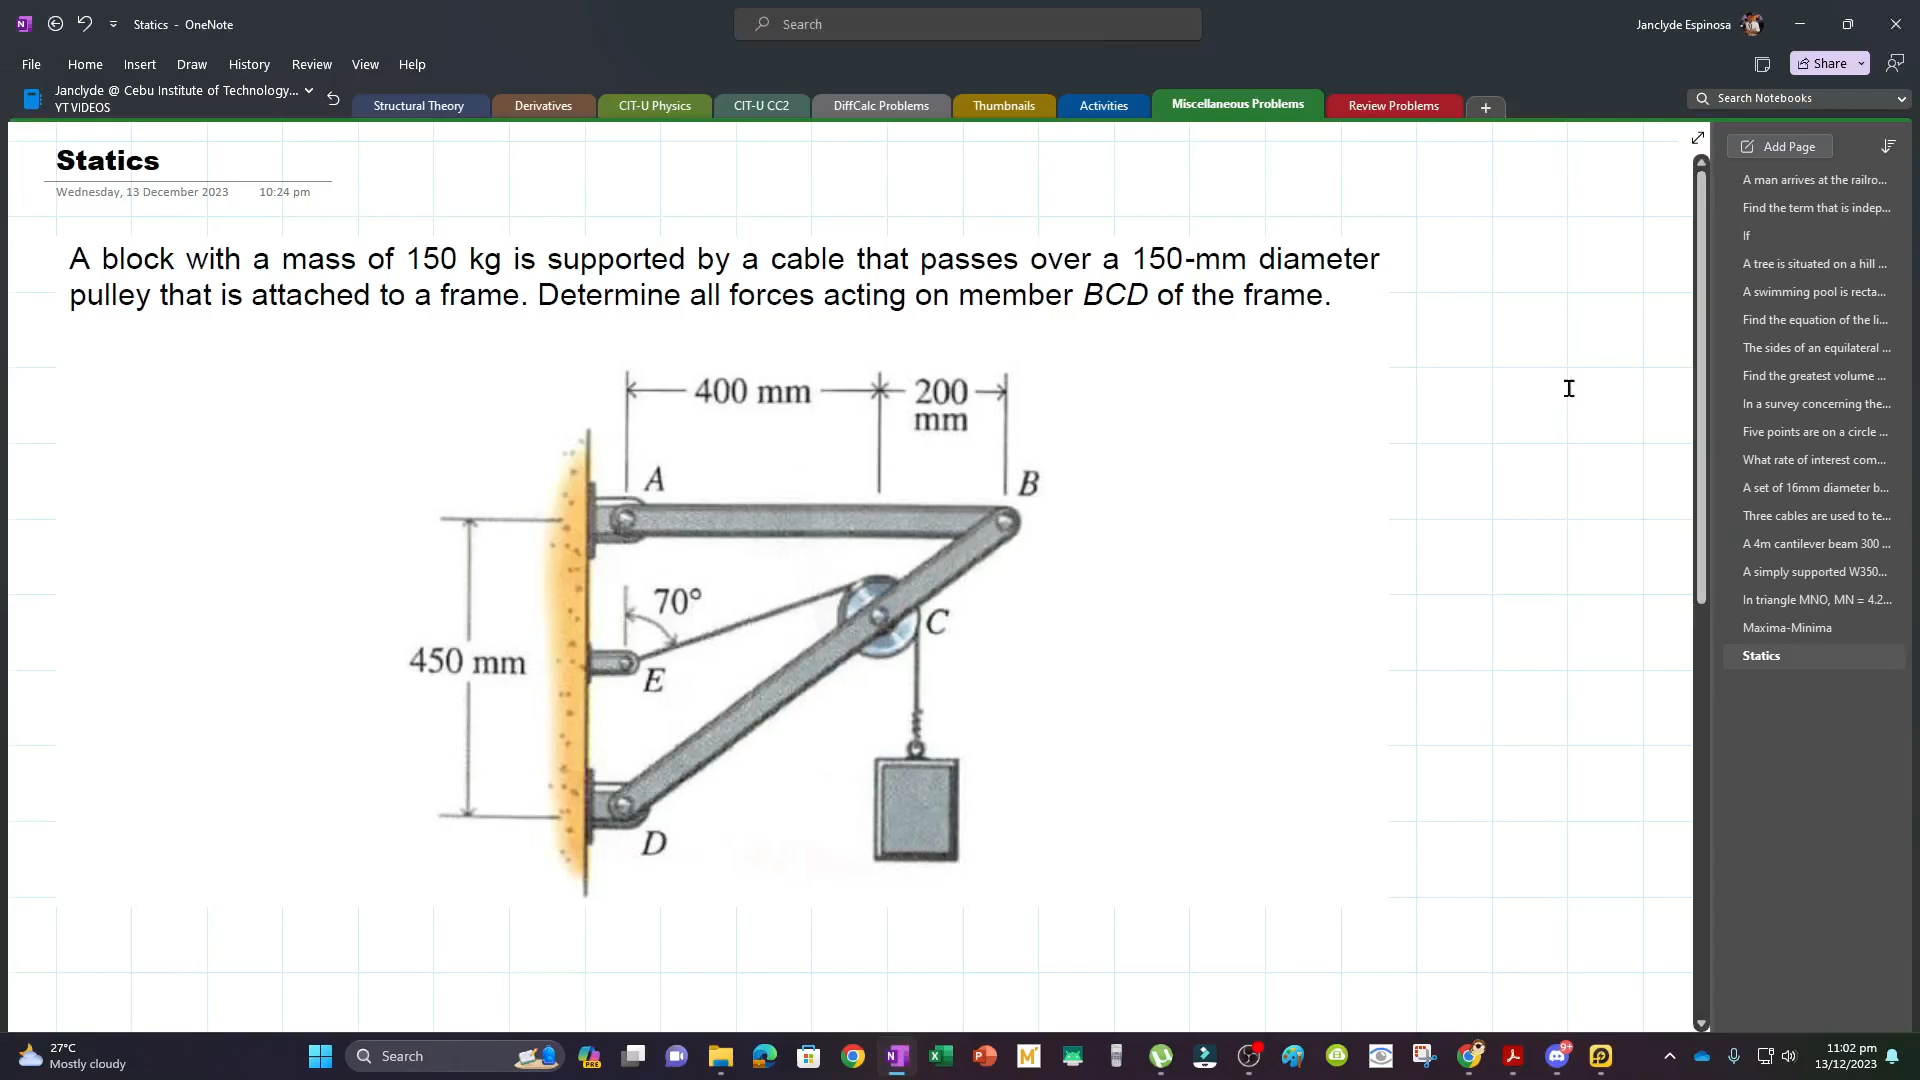 Statics - OneNote
Search
Janclyde Espinosa
File Home Insert Draw History Review View Help
Share
Janclyde @ Cebu Institute of Technology...
YT VIDEOS
Structural Theory
Derivatives
CIT-U Physics
CIT-U CC2
DiffCalc Problems
Thumbnails
Activities
Miscellaneous Problems
Review Problems
Search Notebooks
Statics
Wednesday, 13 December 2023 10:24 pm
A block with a mass of 150 kg is supported by a cable that passes over a 150-mm diameter
pulley that is attached to a frame. Determine all forces acting on member BCD of the frame.
400 mm
200
mm
A
B
70°
C
450 mm
E
D
Add Page
A man arrives at the railro...
Find the term that is indep...
If
A tree is situated on a hill ...
A swimming pool is recta...
Find the equation of the li...
The sides of an equilateral ...
Find the greatest volume ...
In a survey concerning the...
Five points are on a circle ...
What rate of interest com...
A set of 16mm diameter b...
Three cables are used to te...
A 4m cantilever beam 300 ...
A simply supported W350...
In triangle MNO, MN = 4.2...
Maxima-Minima
Statics
27°C
Mostly cloudy
Search
PRE
9+
11:02 pm
13/12/2023